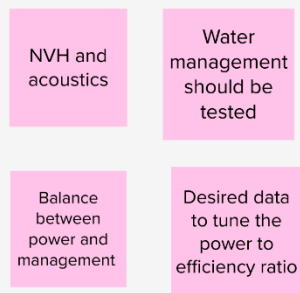 NVH and
acoustics
Water
management
should be
tested
Balance
between
power and
management
Desired data
to tune the
power to
efficiency ratio